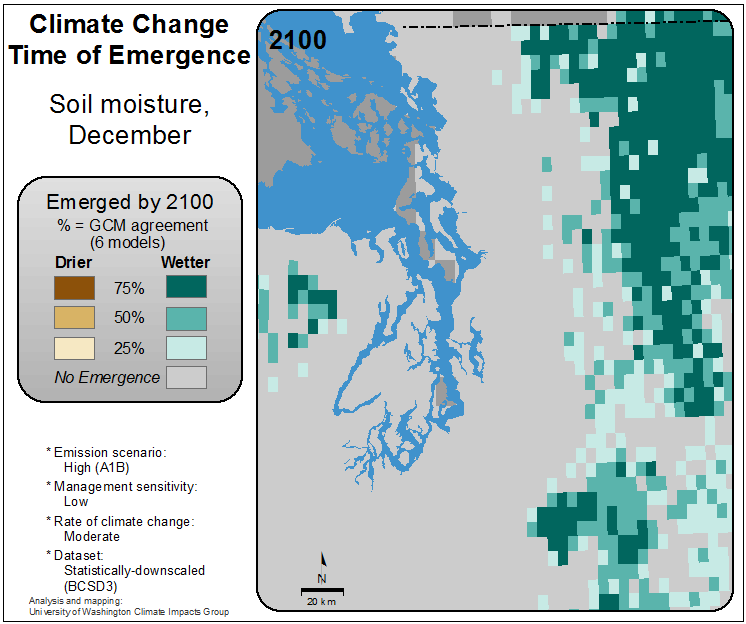 Climate Change
Time of Emergence
Soil moisture,
December
Emerged by 2100
% = GCM agreement
(6 models)
Drier Wetter
75%
50%
25%
No Emergence
* Emission scenario:
High (A1B)
* Management sensitivity:
Low
* Rate of climate change:
Moderate
* Dataset:
Statistically-downscaled
(BCSD3)
Analysis and mapping:
University of Washington Climate Impacts Group
2100
N
20 km